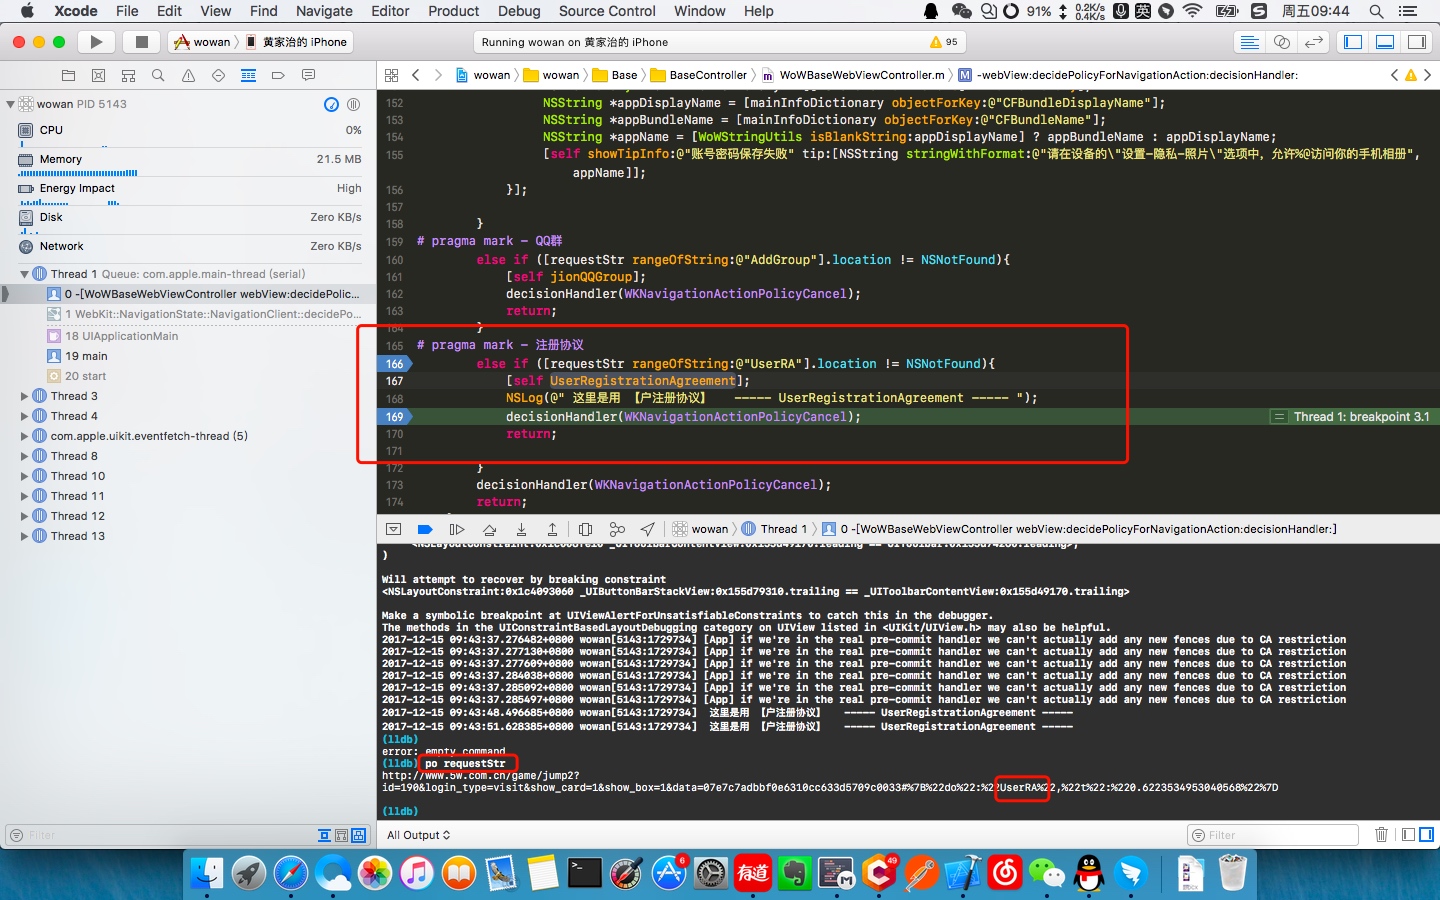 Xcode File Edit View Find Navigate Editor Product Debug Source Control Window Help 91% 0.2K/s 0.4K/s 英 周五09:44
wowan 黄家治的 iPhone Running wowan on 黄家治的 iPhone 95
wowan wowan Base BaseController WoWBaseWebViewController.m -webView:decidePolicyForNavigationAction:decisionHandler:
wowan PID 5143
CPU 0%
Memory 21.5 MB
Energy Impact High
Disk Zero KB/s
Network Zero KB/s
Thread 1 Queue: com.apple.main-thread (serial)
0 -[WoWBaseWebViewController webView:decidePolic...
1 WebKit::NavigationState::NavigationClient::decidePo...
18 UIApplicationMain
19 main
20 start
Thread 3
Thread 4
com.apple.uikit.eventfetch-thread (5)
Thread 8
Thread 10
Thread 11
Thread 12
Thread 13
Filter
152 NSString *appDisplayName = [mainInfoDictionary objectForKey:@"CFBundleDisplayName"];
153 NSString *appBundleName = [mainInfoDictionary objectForKey:@"CFBundleName"];
154 NSString *appName = [WoWStringUtils isBlankString:appDisplayName] ? appBundleName : appDisplayName;
155 [self showTipInfo:@"账号密码保存失败" tip:[NSString stringWithFormat:@"请在设备的\"设置-隐私-照片\"选项中，允许%@访问你的手机相册",
appName]];
156 }];
157
158 }
159 # pragma mark - QQ群
160 else if ([requestStr rangeOfString:@"AddGroup"].location != NSNotFound){
161 [self jionQQGroup];
162 decisionHandler(WKNavigationActionPolicyCancel);
163 return;
164 }
165 # pragma mark - 注册协议
166 else if ([requestStr rangeOfString:@"UserRA"].location != NSNotFound){
167 [self UserRegistrationAgreement];
168 NSLog(@" 这里是用 【户注册协议】 ----- UserRegistrationAgreement ----- ");
169 decisionHandler(WKNavigationActionPolicyCancel); Thread 1: breakpoint 3.1
170 return;
171
172 }
173 decisionHandler(WKNavigationActionPolicyCancel);
174 return;
wowan Thread 1 0 -[WoWBaseWebViewController webView:decidePolicyForNavigationAction:decisionHandler:]
)
Will attempt to recover by breaking constraint
<NSLayoutConstraint:0x1c4093060 _UIButtonBarStackView:0x155d79310.trailing == _UIToolbarContentView:0x155d49170.trailing>
Make a symbolic breakpoint at UIViewAlertForUnsatisfiableConstraints to catch this in the debugger.
The methods in the UIConstraintBasedLayoutDebugging category on UIView listed in <UIKit/UIView.h> may also be helpful.
2017-12-15 09:43:37.276482+0800 wowan[5143:1729734] [App] if we're in the real pre-commit handler we can't actually add any new fences due to CA restriction
2017-12-15 09:43:37.277130+0800 wowan[5143:1729734] [App] if we're in the real pre-commit handler we can't actually add any new fences due to CA restriction
2017-12-15 09:43:37.277609+0800 wowan[5143:1729734] [App] if we're in the real pre-commit handler we can't actually add any new fences due to CA restriction
2017-12-15 09:43:37.284038+0800 wowan[5143:1729734] [App] if we're in the real pre-commit handler we can't actually add any new fences due to CA restriction
2017-12-15 09:43:37.285092+0800 wowan[5143:1729734] [App] if we're in the real pre-commit handler we can't actually add any new fences due to CA restriction
2017-12-15 09:43:37.285497+0800 wowan[5143:1729734] [App] if we're in the real pre-commit handler we can't actually add any new fences due to CA restriction
2017-12-15 09:43:48.496685+0800 wowan[5143:1729734] 这里是用 【户注册协议】 ----- UserRegistrationAgreement -----
2017-12-15 09:43:51.628385+0800 wowan[5143:1729734] 这里是用 【户注册协议】 ----- UserRegistrationAgreement -----
(lldb)
error: empty command
(lldb) po requestStr
http://www.5w.com.cn/game/jump2?
id=190&login_type=visit&show_card=1&show_box=1&data=07e7c7adbbf0e6310cc633d5709c0033#%7B%22do%22:%22UserRA%22,%22t%22:%220.6223534953040568%22%7D
(lldb)
All Output Filter
有道 6 49